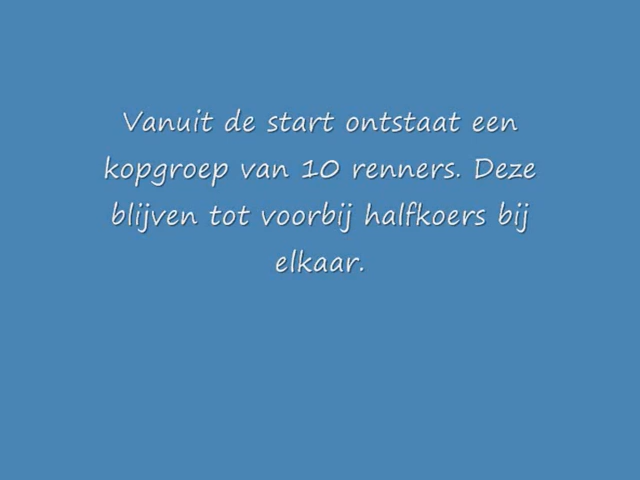 Vanuit de start ontstaat een
kopgroep van 10 renners. Deze
blijven tot voorbij halfkoers bij
elkaar.